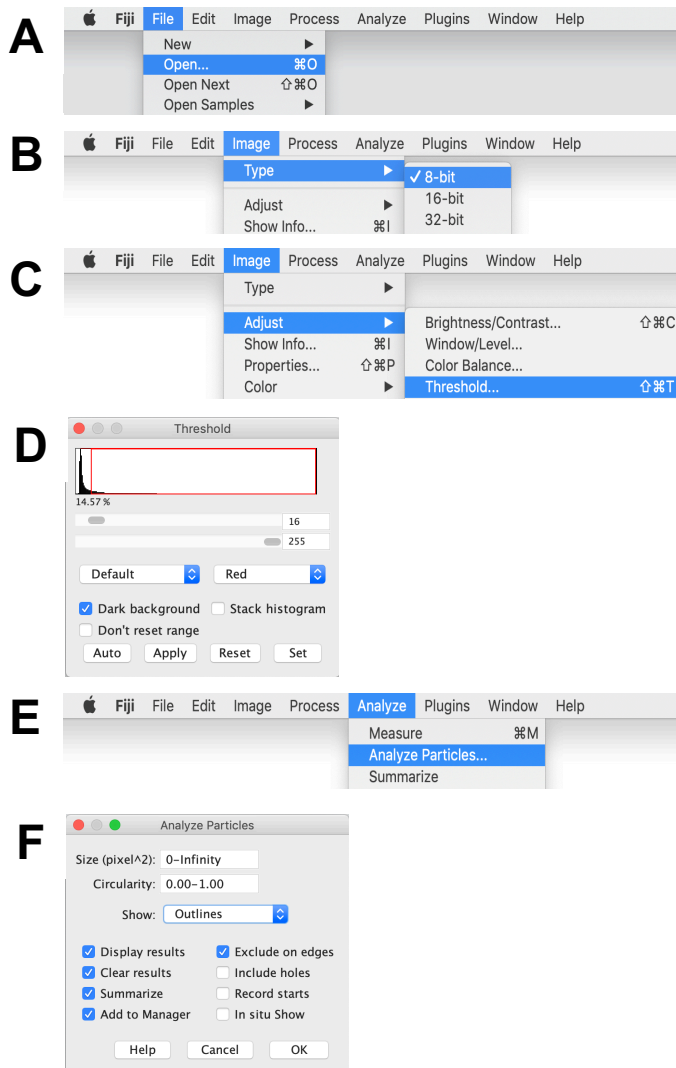 A
Fiji File Edit Image Process Analyze Plugins Window Help
New
Open... ⌘O
Open Next ⇧⌘O
Open Samples
B
Fiji File Edit Image Process Analyze Plugins Window Help
Type ✓ 8-bit
16-bit
Adjust
32-bit
Show Info... ⌘I
C
Fiji File Edit Image Process Analyze Plugins Window Help
Type
Adjust Brightness/Contrast... ⇧⌘C
Show Info... ⌘I Window/Level...
Properties... ⇧⌘P Color Balance...
Color Threshold... ⇧⌘T
D
Threshold
14.57 %
16
255
Default Red
Dark background Stack histogram
Don't reset range
Auto Apply Reset Set
E
Fiji File Edit Image Process Analyze Plugins Window Help
Measure ⌘M
Analyze Particles...
Summarize
F
Analyze Particles
Size (pixel^2): 0-Infinity
Circularity: 0.00-1.00
Show: Outlines
Display results Exclude on edges
Clear results Include holes
Summarize Record starts
Add to Manager In situ Show
Help Cancel OK